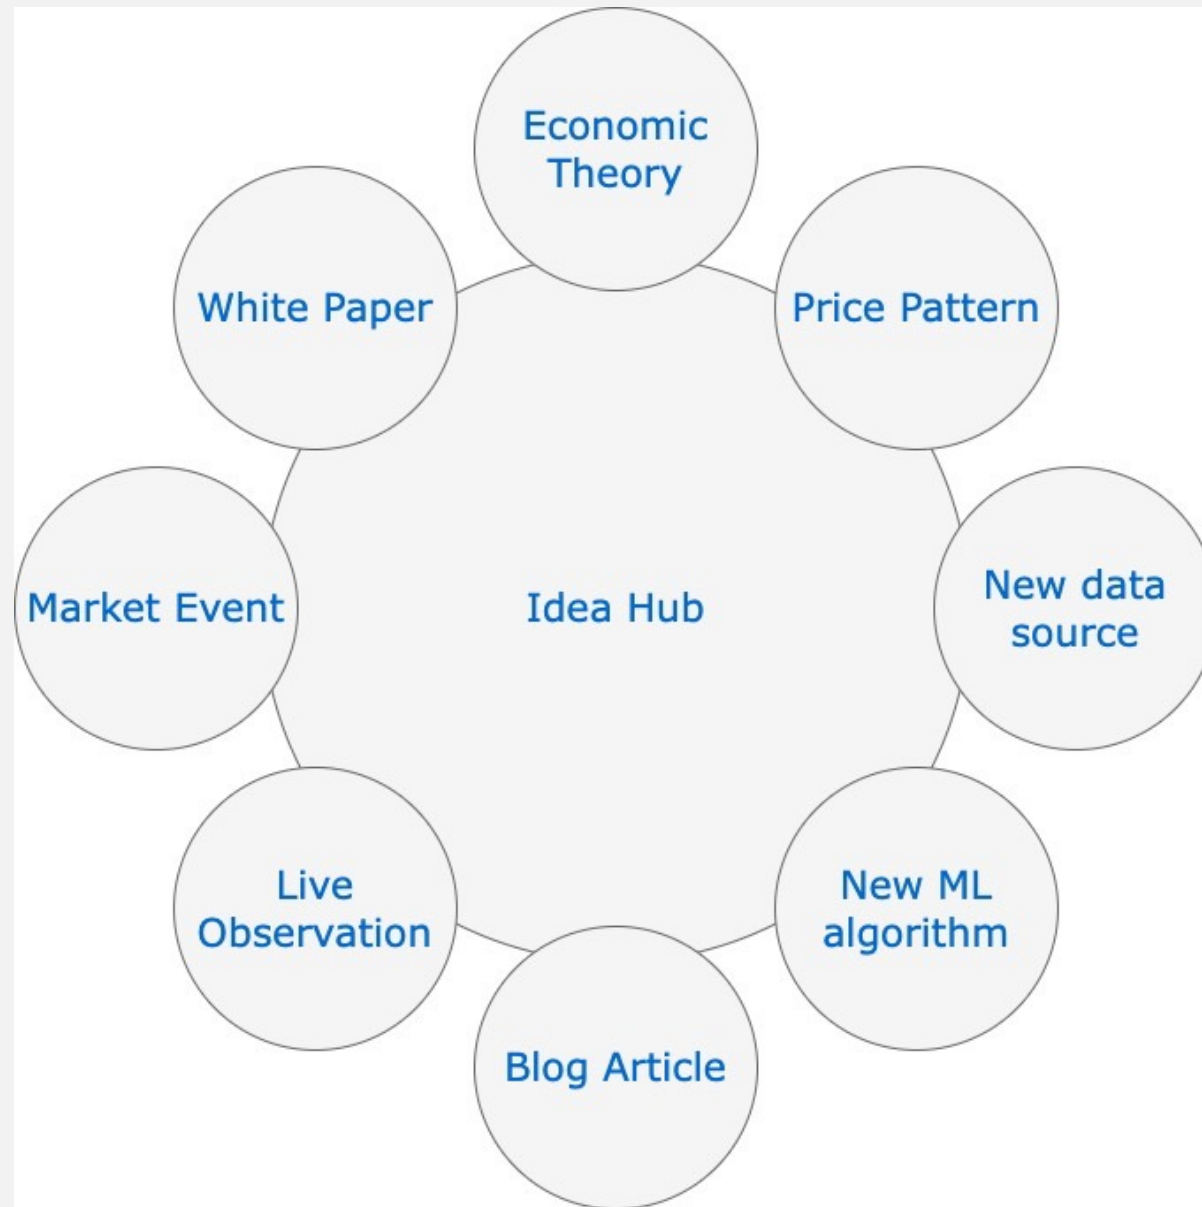 Economic
Theory
White Paper
Price Pattern
Market Event
Idea Hub
New data
source
Live
Observation
New ML
algorithm
Blog Article